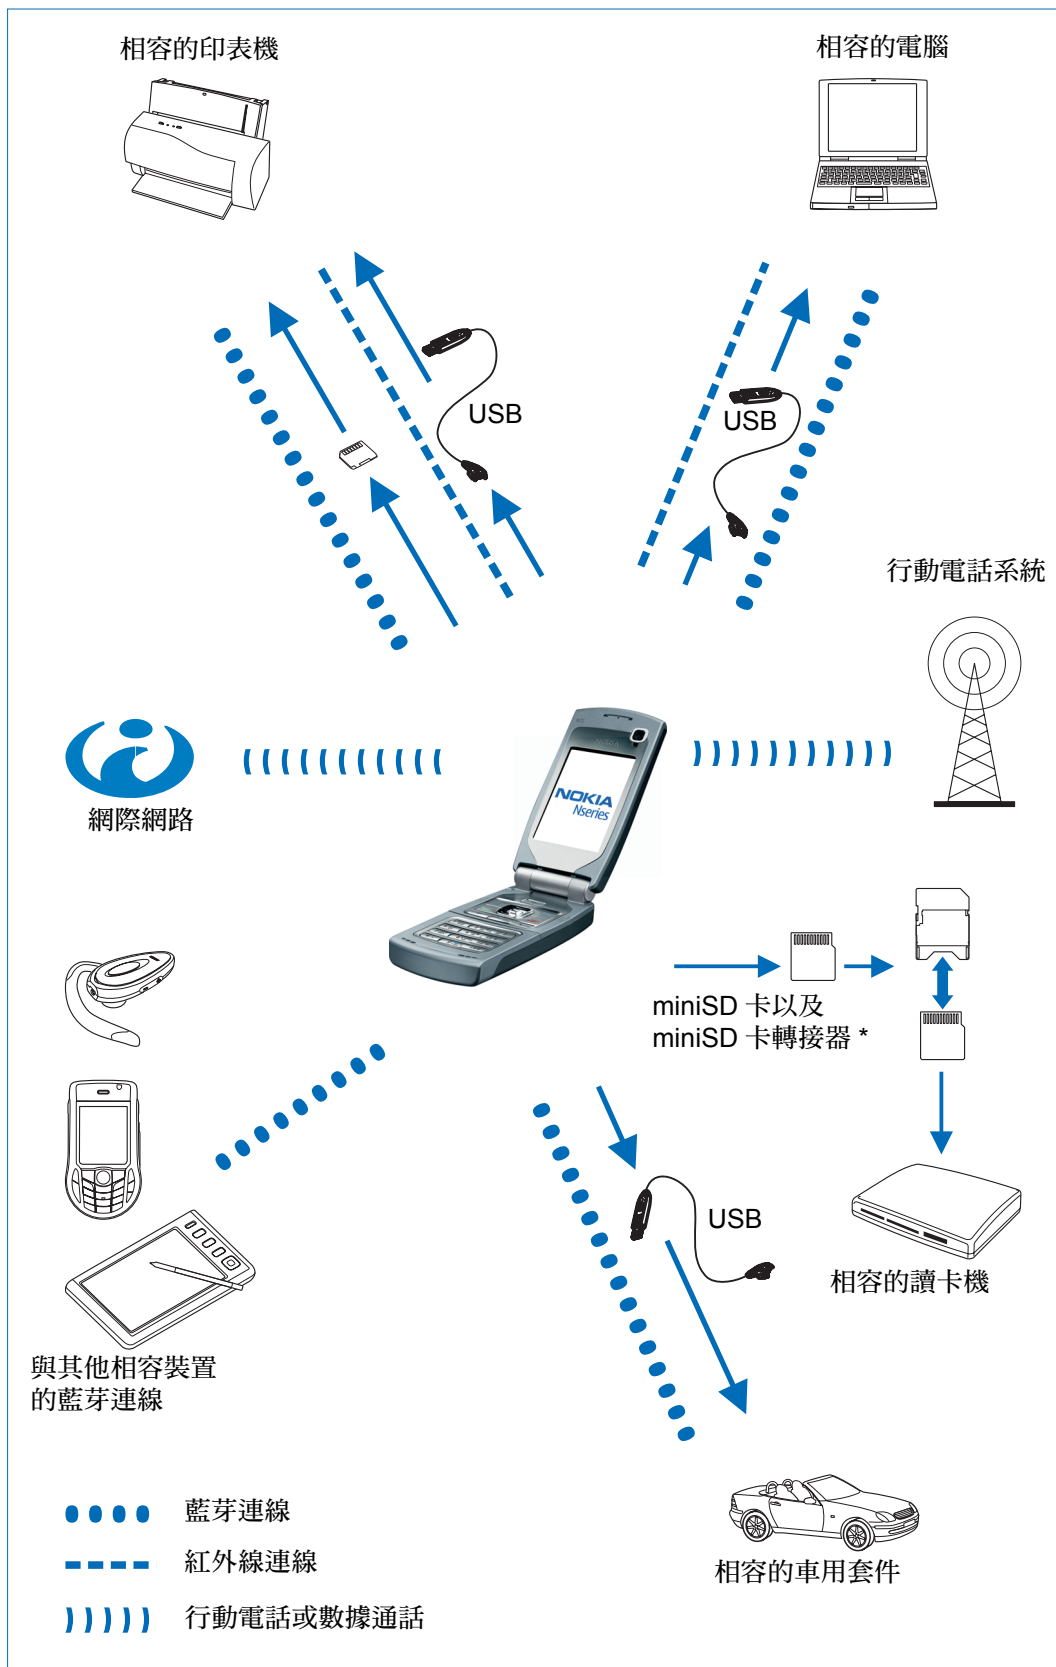 相容的印表機
相容的電腦
USB
USB
行動電話系統
網際網路
NOKIA
Nseries
miniSD 卡以及
miniSD 卡轉接器 *
USB
相容的讀卡機
與其他相容裝置
的藍芽連線
相容的車用套件
藍芽連線
紅外線連線
行動電話或數據通話